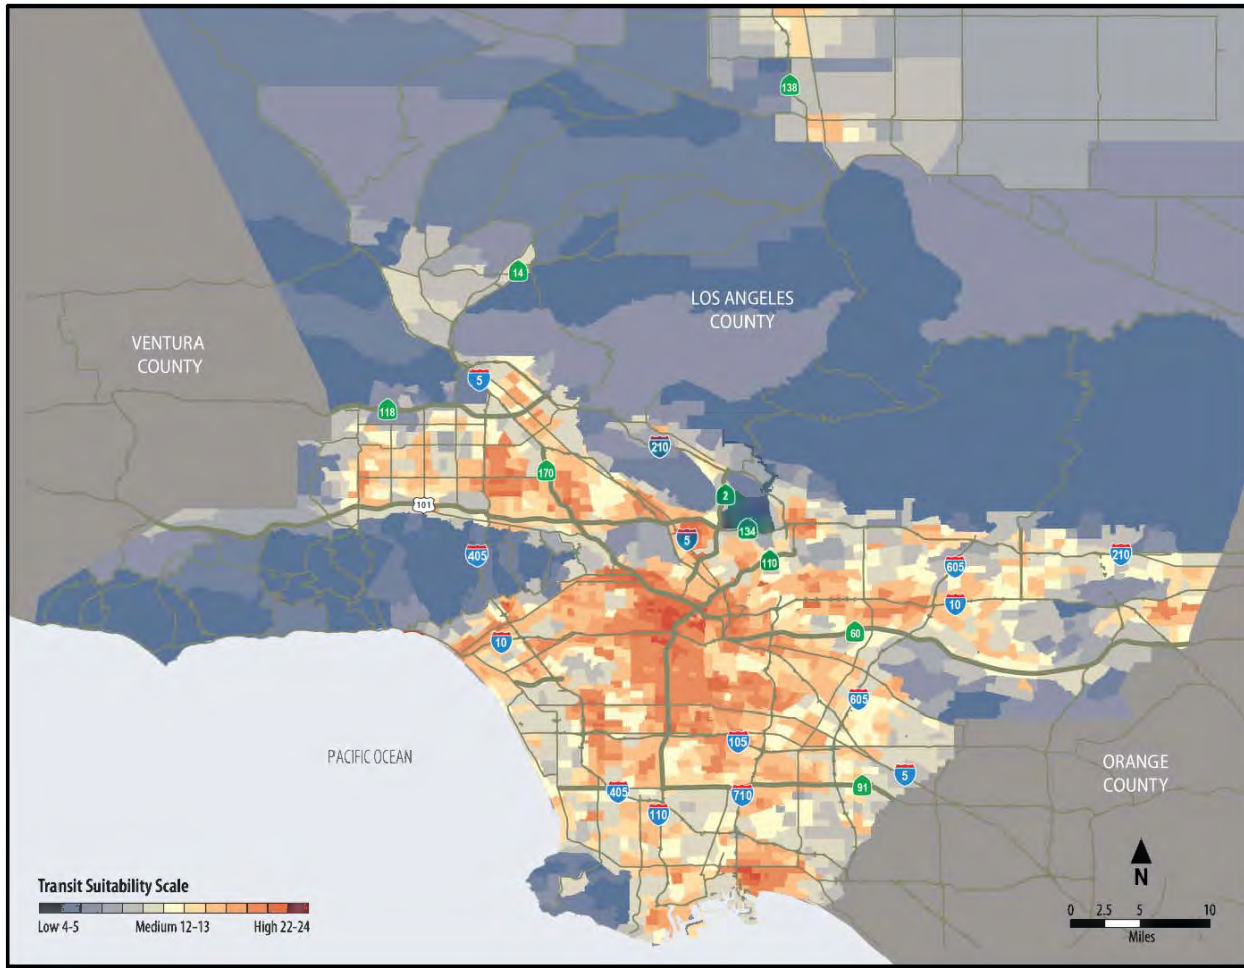 138
14
LOS ANGELES
COUNTY
VENTURA
COUNTY
5
118
210
170
2
101
134
5
405
110
605
210
10
10
60
605
105
PACIFIC OCEAN
ORANGE
COUNTY
5
405
710
91
110
N
Transit Suitability Scale
Low 4-5
Medium 12-13
High 22-24
0 2.5 5 10
Miles